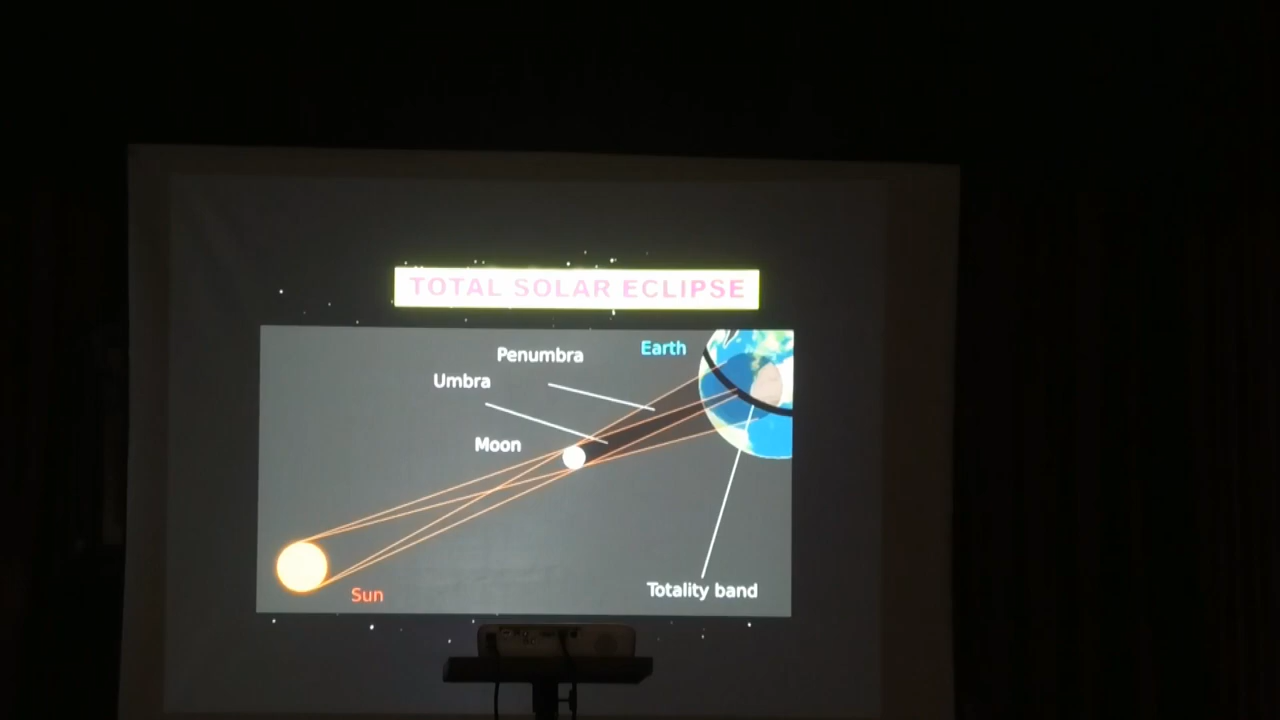 TOTAL SOLAR ECLIPSE
Penumbra
Earth
Umbra
Moon
Sun
Totality band